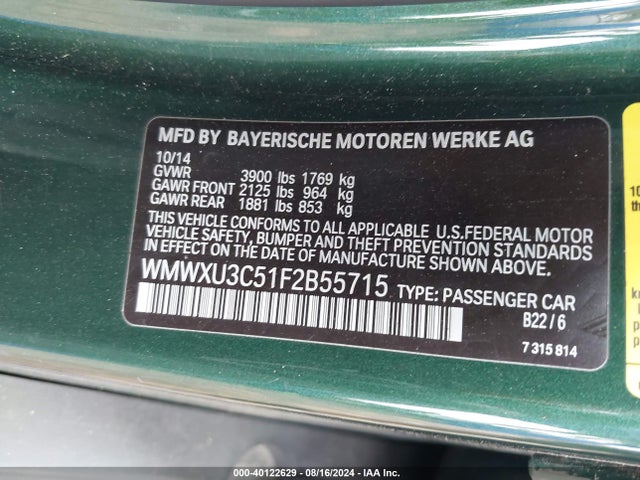 MFD BY BAYERISCHE MOTOREN WERKE AG
10/14
GVWR 3900 lbs 1769 kg
GAWR FRONT 2125 lbs 964 kg
GAWR REAR 1881 lbs 853 kg
THIS VEHICLE CONFORMS TO ALL APPLICABLE U.S.FEDERAL MOTOR
VEHICLE SAFETY, BUMPER AND THEFT PREVENTION STANDARDS
IN EFFECT ON THE DATE OF MANUFACTURE SHOWN ABOVE.
WMWXU3C51F2B55715 TYPE: PASSENGER CAR
B22/6
7 315 814
000-40122629 - 08/16/2024 - IAA Inc.